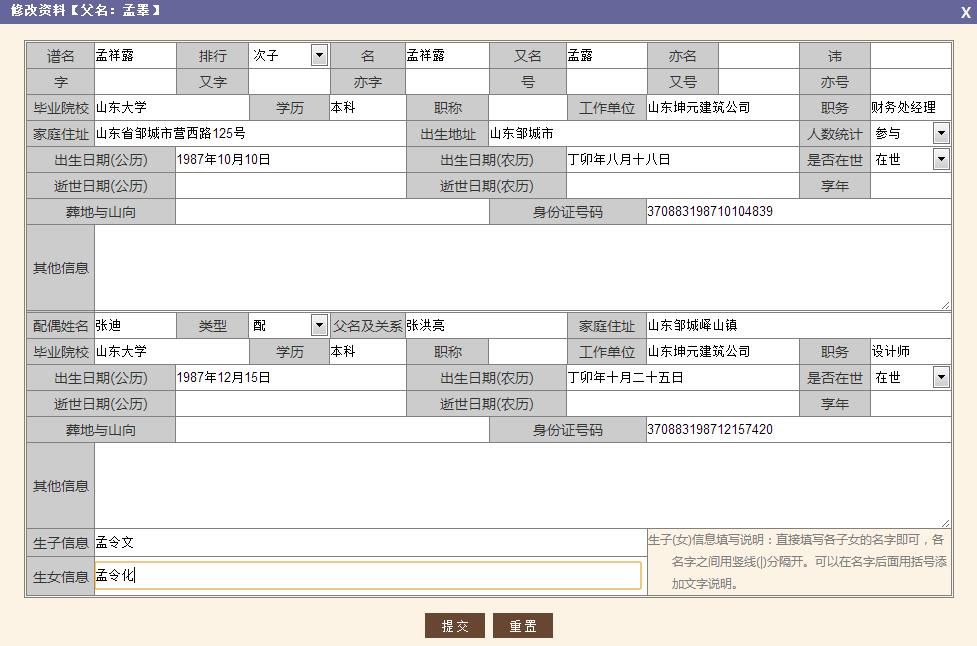 修改资料【父名：孟罨】 X
谱名 孟祥露 排行 次子 名 孟祥露 又名 孟露 亦名 讳
字 又字 亦字 号 又号 亦号
毕业院校 山东大学 学历 本科 职称 工作单位 山东坤元建筑公司 职务 财务处经理
家庭住址 山东省邹城市营西路125号 出生地址 山东邹城市 人数统计 参与
出生日期(公历) 1987年10月10日 出生日期(农历) 丁卯年八月十八日 是否在世 在世
逝世日期(公历) 逝世日期(农历) 享年
葬地与山向 身份证号码 370883198710104839
其他信息
配偶姓名 张迪 类型 配 父名及关系 张洪亮 家庭住址 山东邹城峄山镇
毕业院校 山东大学 学历 本科 职称 工作单位 山东坤元建筑公司 职务 设计师
出生日期(公历) 1987年12月15日 出生日期(农历) 丁卯年十月二十五日 是否在世 在世
逝世日期(公历) 逝世日期(农历) 享年
葬地与山向 身份证号码 370883198712157420
其他信息
生子信息 孟令文
生女信息 孟令化
生子(女)信息填写说明：直接填写各子女的名字即可，各
名字之间用竖线(|)分隔开。可以在名字后面用括号添
加文字说明。
提交 重置